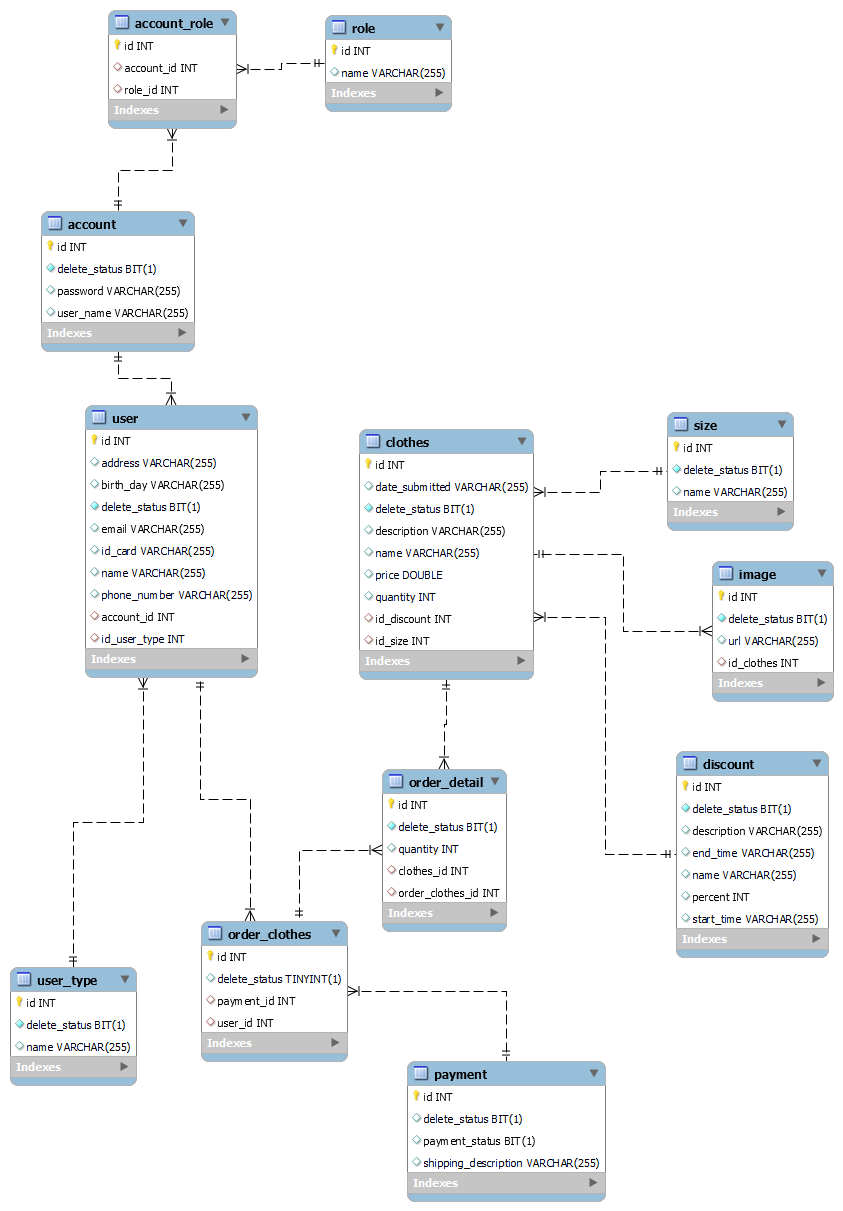 account_role
id INT
account_id INT
role_id INT
Indexes
role
id INT
name VARCHAR(255)
Indexes
account
id INT
delete_status BIT(1)
password VARCHAR(255)
user_name VARCHAR(255)
Indexes
user
id INT
address VARCHAR(255)
birth_day VARCHAR(255)
delete_status BIT(1)
email VARCHAR(255)
id_card VARCHAR(255)
name VARCHAR(255)
phone_number VARCHAR(255)
account_id INT
id_user_type INT
Indexes
clothes
id INT
date_submitted VARCHAR(255)
delete_status BIT(1)
description VARCHAR(255)
name VARCHAR(255)
price DOUBLE
quantity INT
id_discount INT
id_size INT
Indexes
size
id INT
delete_status BIT(1)
name VARCHAR(255)
Indexes
image
id INT
delete_status BIT(1)
url VARCHAR(255)
id_clothes INT
Indexes
discount
id INT
delete_status BIT(1)
description VARCHAR(255)
end_time VARCHAR(255)
name VARCHAR(255)
percent INT
start_time VARCHAR(255)
Indexes
order_detail
id INT
delete_status BIT(1)
quantity INT
clothes_id INT
order_clothes_id INT
Indexes
order_clothes
id INT
delete_status TINYINT(1)
payment_id INT
user_id INT
Indexes
user_type
id INT
delete_status BIT(1)
name VARCHAR(255)
Indexes
payment
id INT
delete_status BIT(1)
payment_status BIT(1)
shipping_description VARCHAR(255)
Indexes